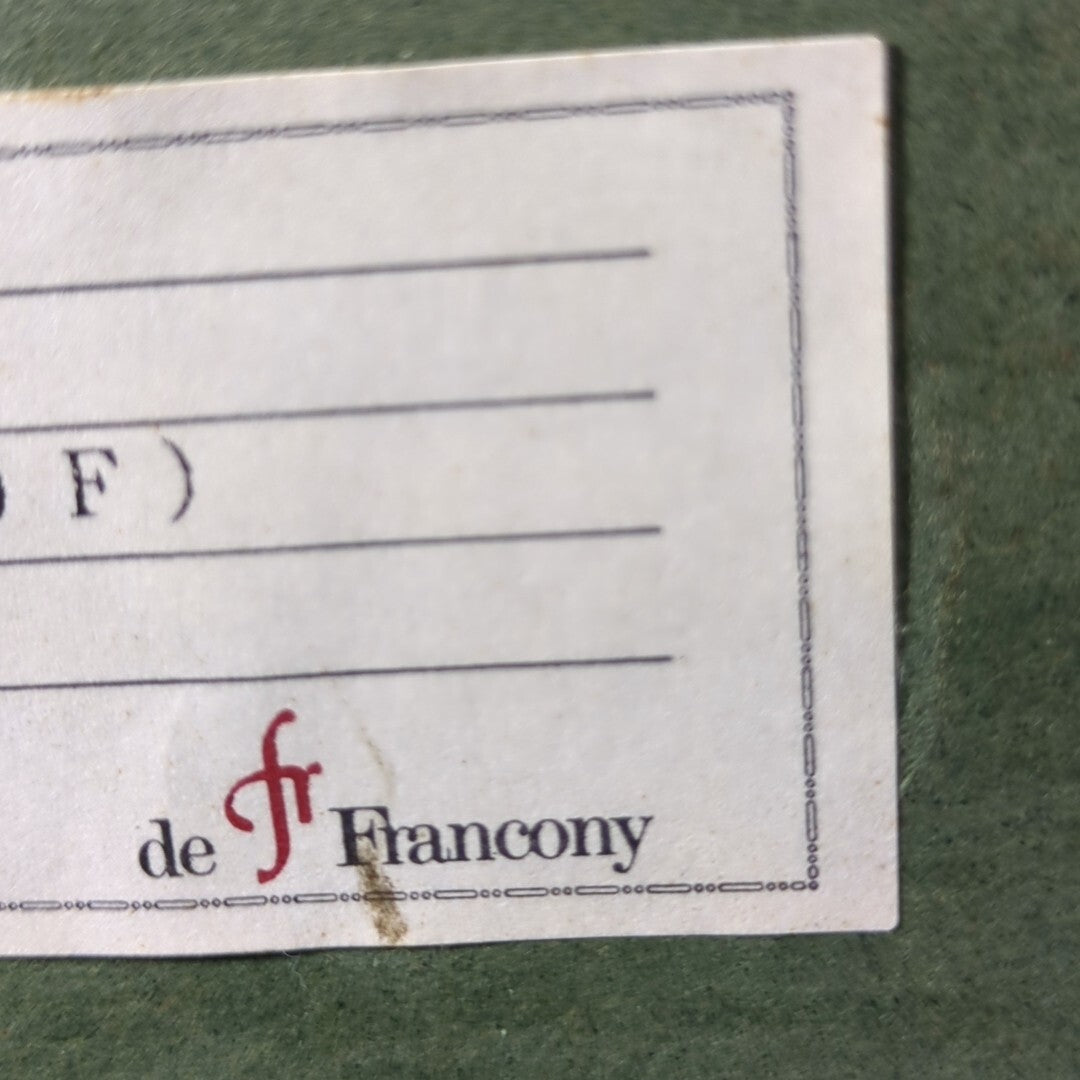 F )
de fr Francony